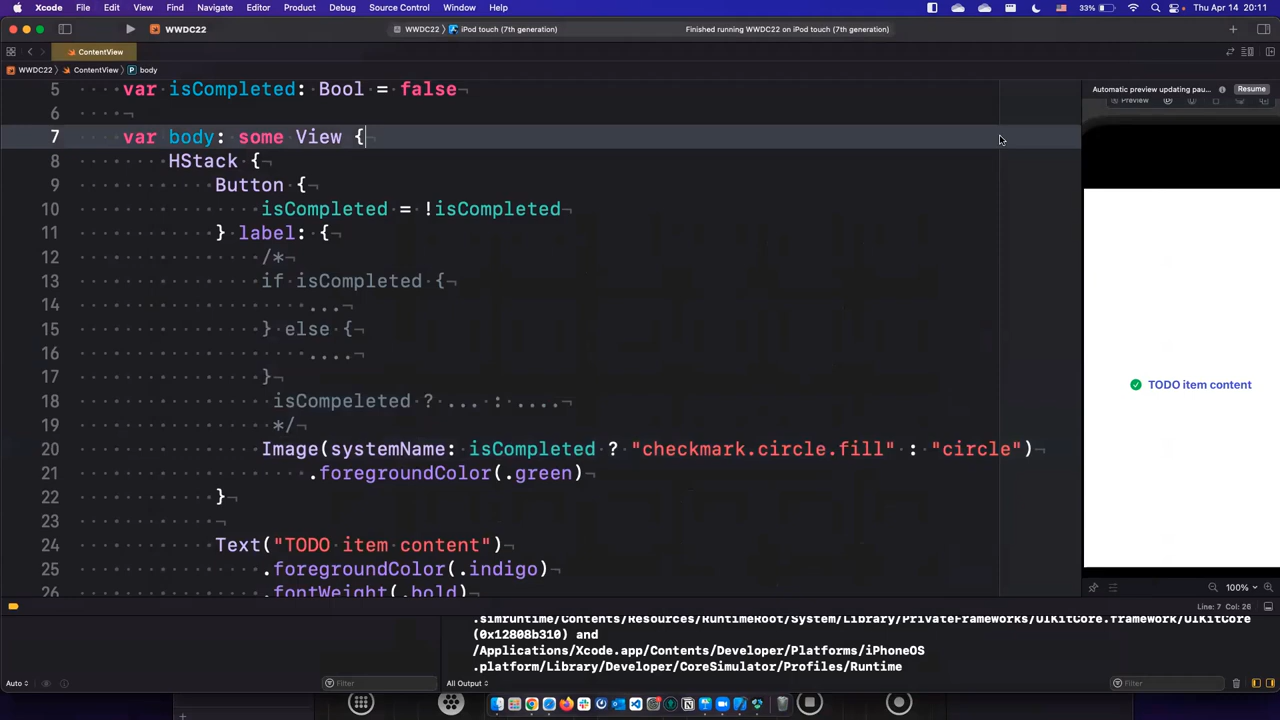 Xcode File Edit View Find Navigate Editor Product Debug Source Control Window Help 33% Thu Apr 14 20:11
WWDC22 WWDC22 iPod touch (7th generation) Finished running WWDC22 on iPod touch (7th generation)
ContentView
WWDC22 ContentView body
5 var isCompleted: Bool = false
6
7 var body: some View {
8 HStack {
9 Button {
10 isCompleted = !isCompleted
11 } label: {
12 /*
13 if isCompleted {
14 ...
15 } else {
16 ....
17 }
18 isCompeleted ? ... : ....
19 */
20 Image(systemName: isCompleted ? "checkmark.circle.fill" : "circle")
21 .foregroundColor(.green)
22 }
23
24 Text("TODO item content")
25 .foregroundColor(.indigo)
26 .fontWeight(.bold)
Automatic preview updating pau... Resume
Preview
TODO item content
100%
Line: 7 Col: 26
.simruntime/Contents/Resources/RuntimeRoot/System/Library/PrivateFrameworks/UIKitCore.framework/UIKitCore
(0x12808b310) and
/Applications/Xcode.app/Contents/Developer/Platforms/iPhoneOS
.platform/Library/Developer/CoreSimulator/Profiles/Runtime
Auto Filter All Output Filter